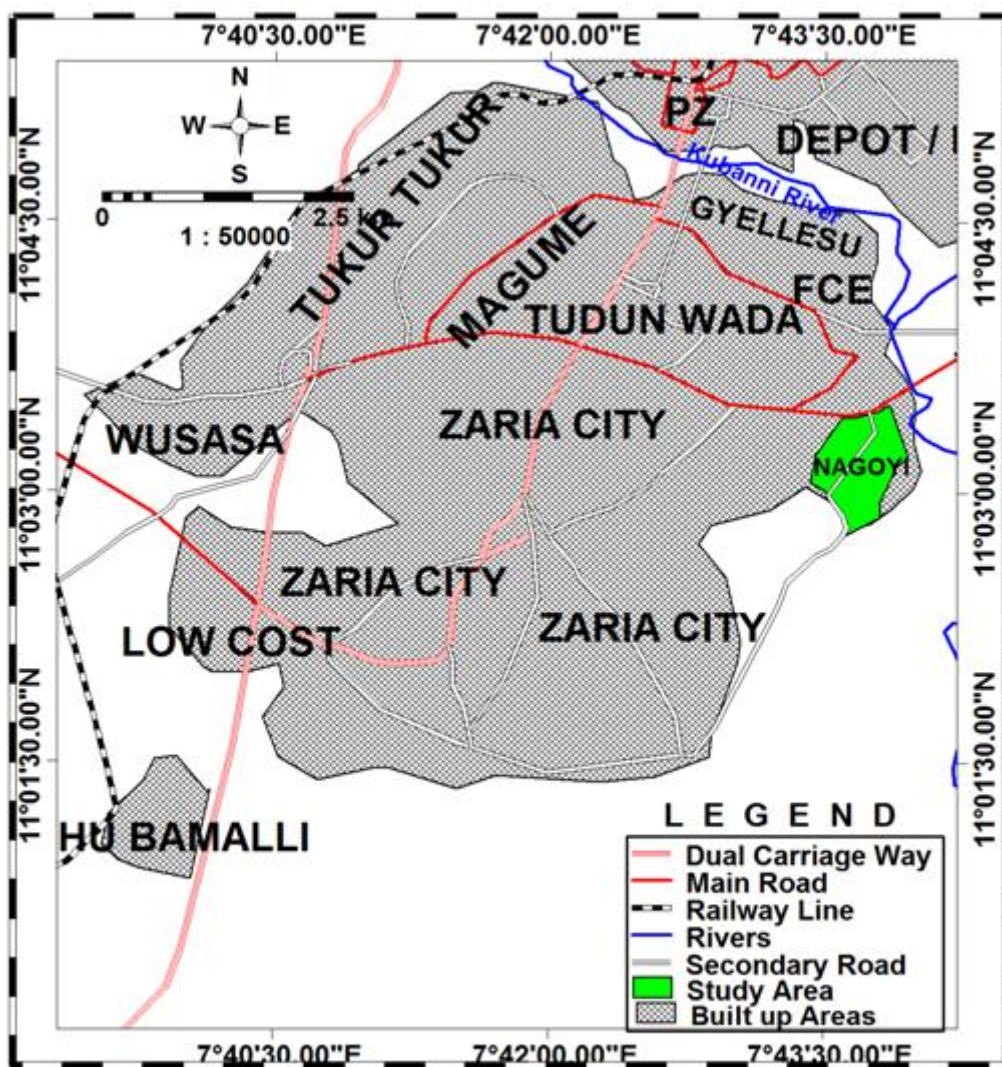 7°40'30.00"E 7°42'00.00"E 7°43'30.00"E
N
W E
S
0 2.5 k
1 : 50000
11°04'30.00"N
11°03'00.00"N
11°01'30.00"N
PZ
DEPOT /
Kubanni River
TUKUR TUKUR
GYELLESU
MAGUME
FCE
TUDUN WADA
WUSASA
ZARIA CITY
NAGOYI
ZARIA CITY
ZARIA CITY
LOW COST
HU BAMALLI
11°04'30.00"N
11°03'00.00"N
11°01'30.00"N
L E G E N D
Dual Carriage Way
Main Road
Railway Line
Rivers
Secondary Road
Study Area
Built up Areas
7°40'30.00"E 7°42'00.00"E 7°43'30.00"E